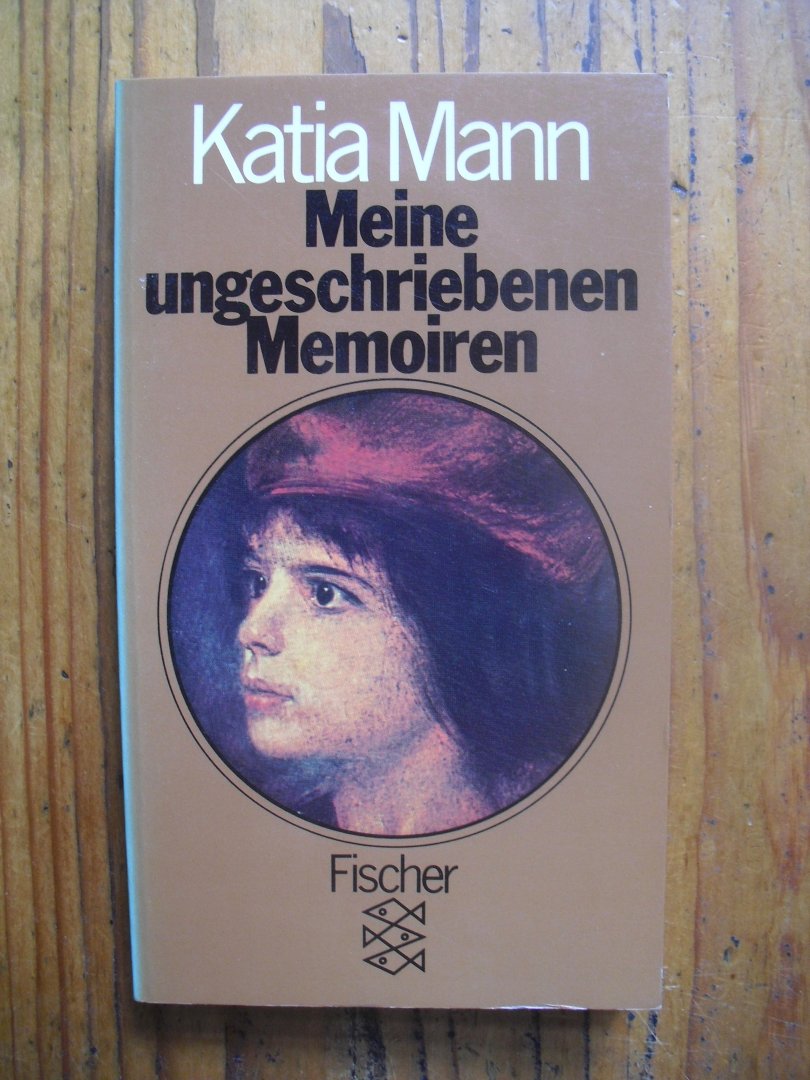 Katia Mann
Meine
ungeschriebenen
Memoiren
Fischer